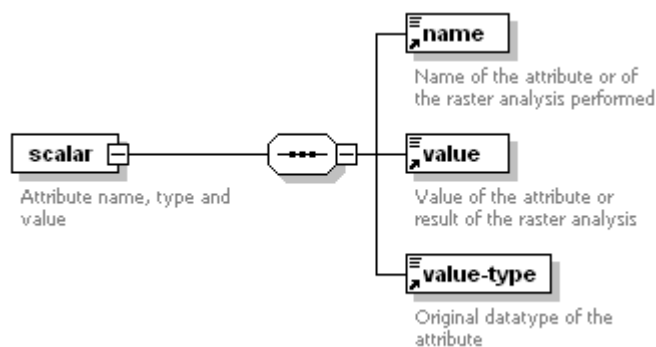 name
Name of the attribute or of
the raster analysis performed
scalar
Attribute name, type and
value
value
Value of the attribute or
result of the raster analysis
value-type
Original datatype of the
attribute